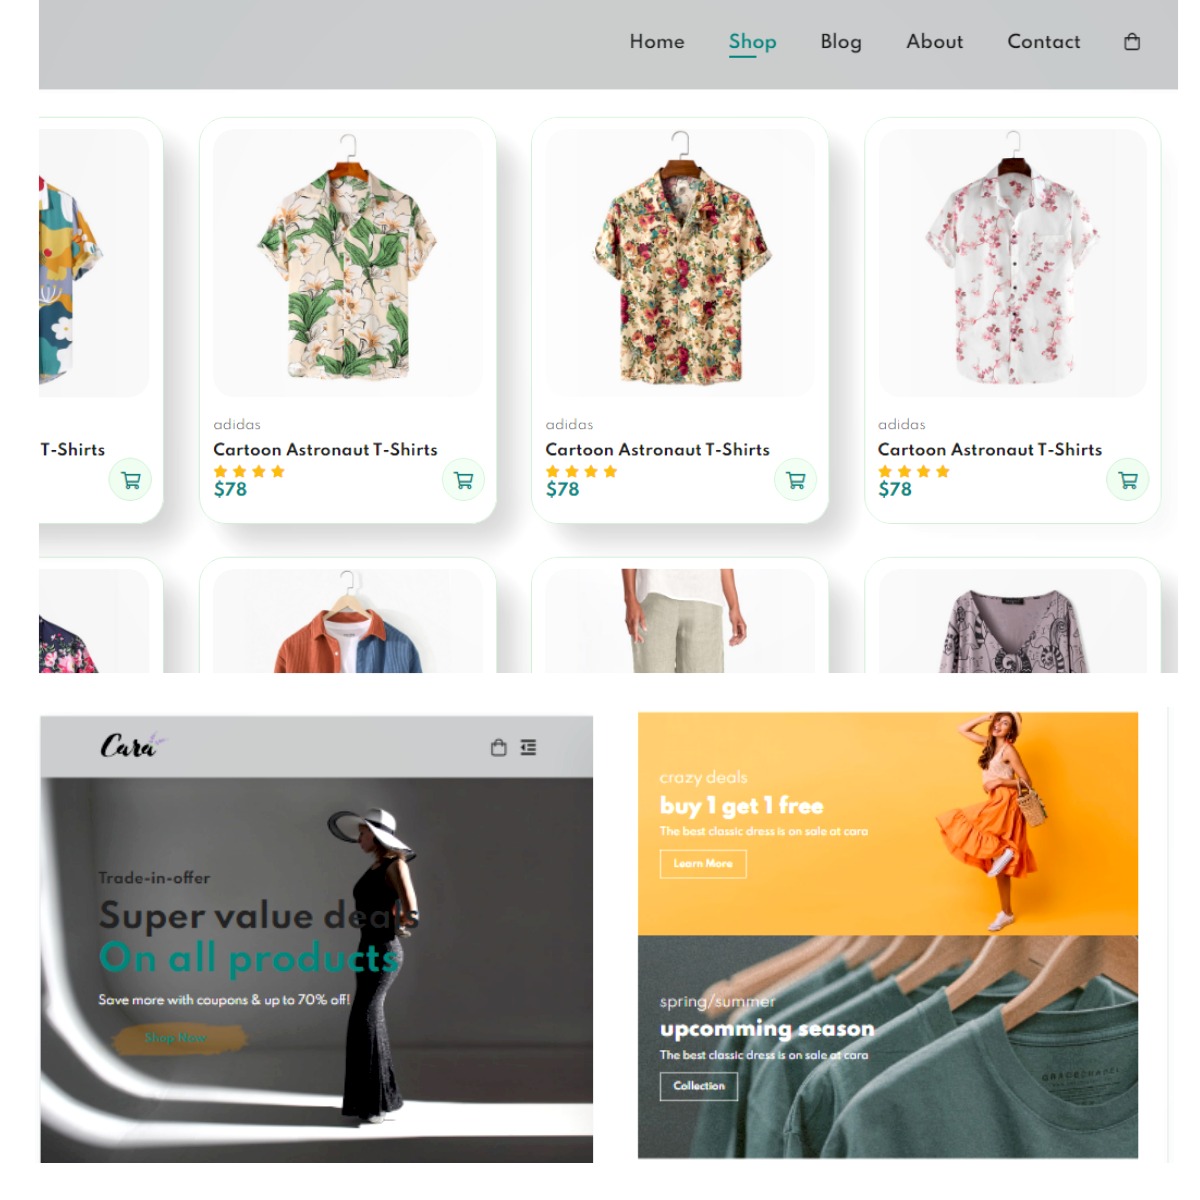 Home Shop Blog About Contact
T-Shirts
adidas
Cartoon Astronaut T-Shirts
$78
adidas
Cartoon Astronaut T-Shirts
$78
adidas
Cartoon Astronaut T-Shirts
$78
Cara
Trade-in-offer
Super value deals
On all products
Save more with coupons & up to 70% off!
Shop Now
crazy deals
buy 1 get 1 free
The best classic dress is on sale at cara
Learn More
spring/summer
upcomming season
The best classic dress is on sale at cara
Collection